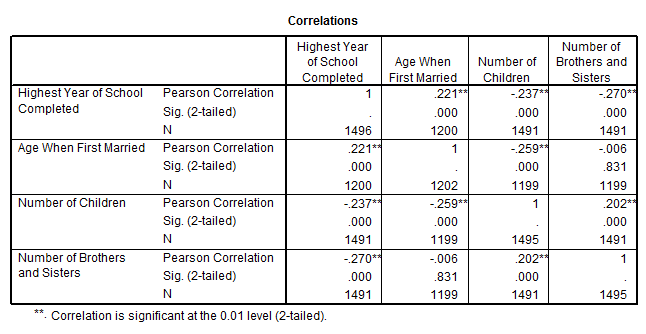 Correlations
Highest Year of School Completed Age When First Married Number of Children Number of Brothers and Sisters
Highest Year of School Completed Pearson Correlation 1 .221** -.237** -.270**
Sig. (2-tailed) . .000 .000 .000
N 1496 1200 1491 1491
Age When First Married Pearson Correlation .221** 1 -.259** -.006
Sig. (2-tailed) .000 . .000 .831
N 1200 1202 1199 1199
Number of Children Pearson Correlation -.237** -.259** 1 .202**
Sig. (2-tailed) .000 .000 . .000
N 1491 1199 1495 1491
Number of Brothers and Sisters Pearson Correlation -.270** -.006 .202** 1
Sig. (2-tailed) .000 .831 .000 .
N 1491 1199 1491 1495
**. Correlation is significant at the 0.01 level (2-tailed).